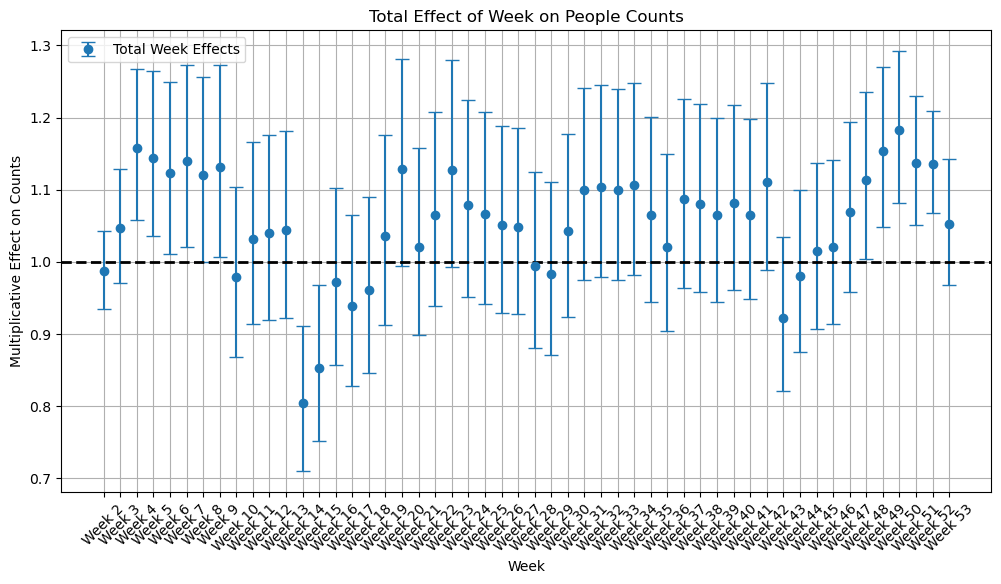 Total Effect of Week on People Counts
Total Week Effects
Multiplicative Effect on Counts
1.3
1.2
1.1
1.0
0.9
0.8
0.7
Week 2
Week 3
Week 4
Week 5
Week 6
Week 7
Week 8
Week 9
Week 10
Week 11
Week 12
Week 13
Week 14
Week 15
Week 16
Week 17
Week 18
Week 19
Week 20
Week 21
Week 22
Week 23
Week 24
Week 25
Week 26
Week 27
Week 28
Week 29
Week 30
Week 31
Week 32
Week 33
Week 34
Week 35
Week 36
Week 37
Week 38
Week 39
Week 40
Week 41
Week 42
Week 43
Week 44
Week 45
Week 46
Week 47
Week 48
Week 49
Week 50
Week 51
Week 52
Week 53
Week